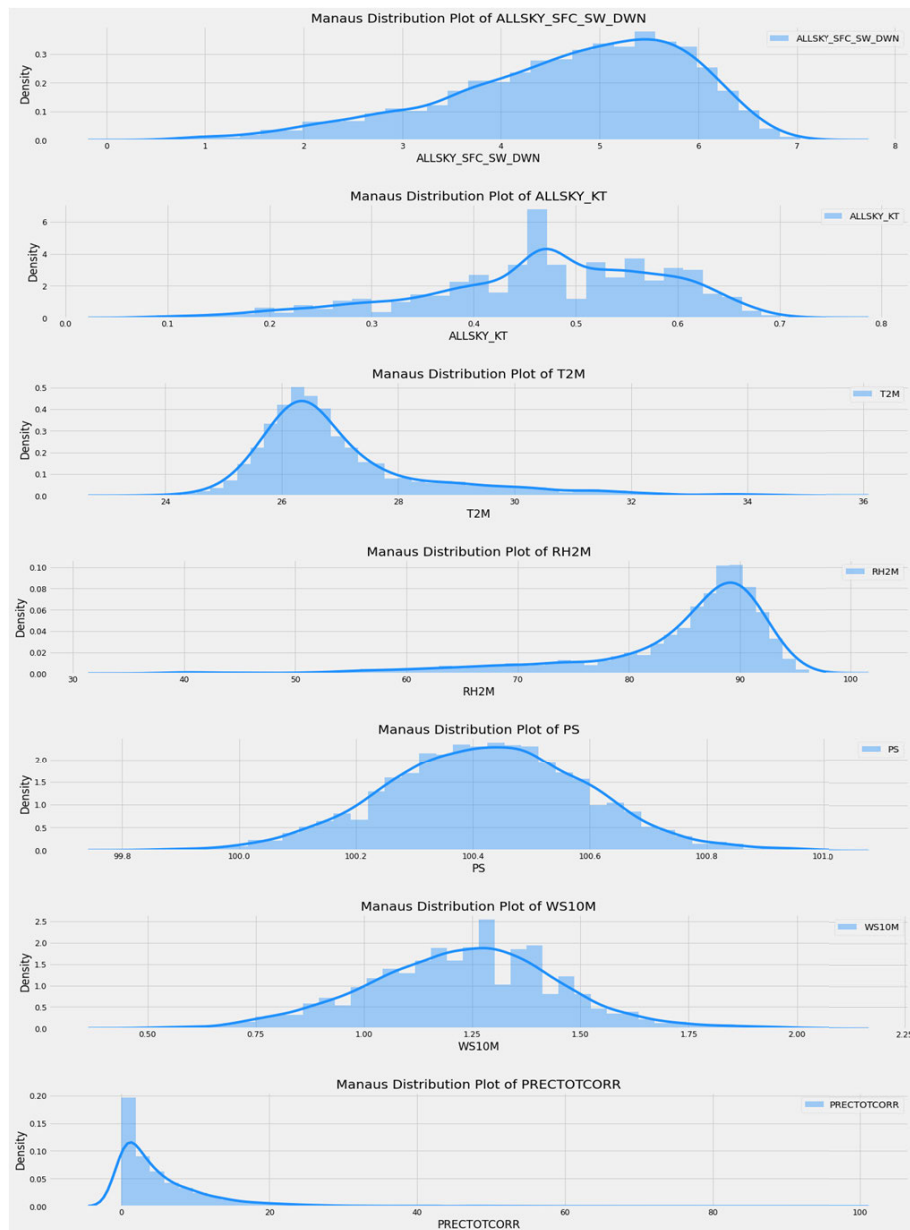 Manaus Distribution Plot of ALLSKY_SFC_SW_DWN
ALLSKY_SFC_SW_DWN
0.3
0.2
0.1
0.0
Density
0 1 2 3 4 5 6 7 8
ALLSKY_SFC_SW_DWN
Manaus Distribution Plot of ALLSKY_KT
ALLSKY_KT
6
4
2
0
Density
0.0 0.1 0.2 0.3 0.4 0.5 0.6 0.7 0.8
ALLSKY_KT
Manaus Distribution Plot of T2M
T2M
0.5
0.4
0.3
0.2
0.1
0.0
Density
24 26 28 30 32 34 36
T2M
Manaus Distribution Plot of RH2M
RH2M
0.10
0.08
0.06
0.04
0.02
0.00
Density
30 40 50 60 70 80 90 100
RH2M
Manaus Distribution Plot of PS
PS
2.0
1.5
1.0
0.5
0.0
Density
99.8 100.0 100.2 100.4 100.6 100.8 101.0
PS
Manaus Distribution Plot of WS10M
WS10M
2.5
2.0
1.5
1.0
0.5
0.0
Density
0.50 0.75 1.00 1.25 1.50 1.75 2.00 2.25
WS10M
Manaus Distribution Plot of PRECTOTCORR
PRECTOTCORR
0.20
0.15
0.10
0.05
0.00
Density
0 20 40 60 80 100
PRECTOTCORR